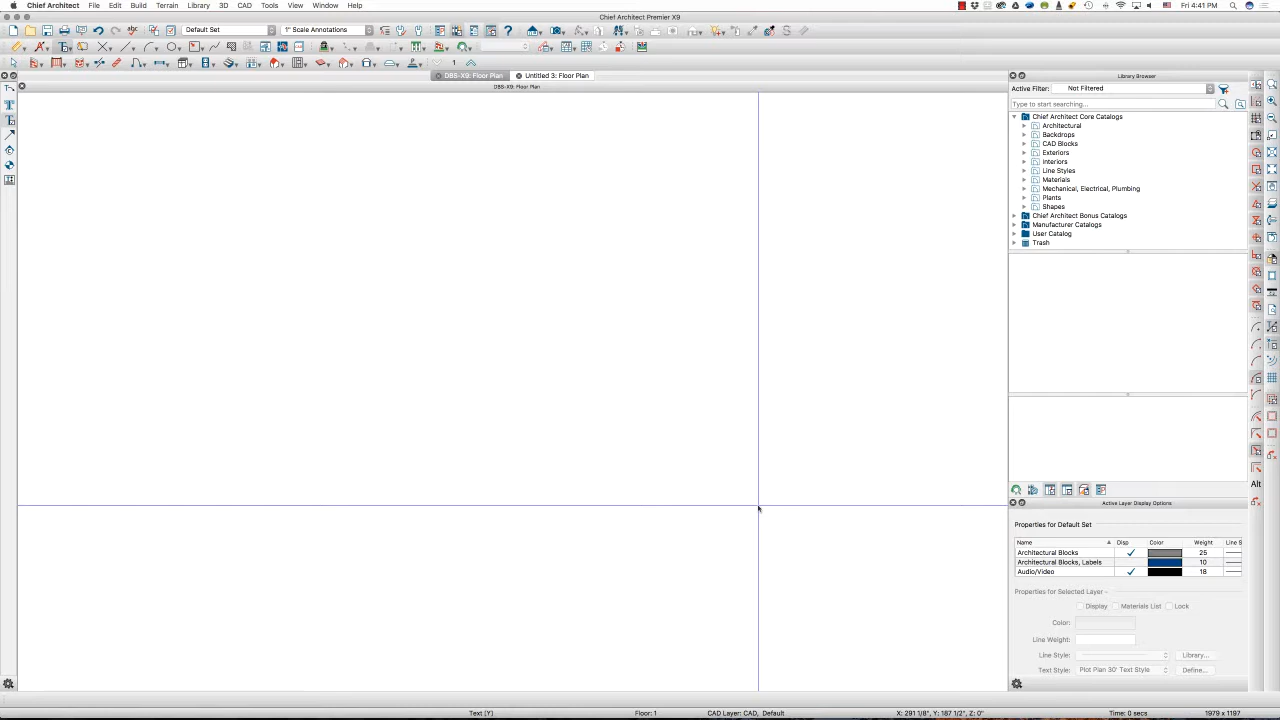 Chief Architect File Edit Build Terrain Library 3D CAD Tools View Window Help Fri 4:41 PM
Chief Architect Premier X9
Default Set 1" Scale Annotations
1
DBS-X9: Floor Plan Untitled 3: Floor Plan
DBS-X9: Floor Plan
Library Browser
Active Filter: Not Filtered
Type to start searching...
Chief Architect Core Catalogs
Architectural
Backdrops
CAD Blocks
Exteriors
Interiors
Line Styles
Materials
Mechanical, Electrical, Plumbing
Plants
Shapes
Chief Architect Bonus Catalogs
Manufacturer Catalogs
User Catalog
Trash
Alt
Active Layer Display Options
Properties for Default Set
Name Disp Color Weight Line S
Architectural Blocks 25
Architectural Blocks, Labels 10
Audio/Video 18
Properties for Selected Layer -
Display Materials List Lock
Color:
Line Weight:
Line Style: Library...
Text Style: Plot Plan 30' Text Style Define...
Text [Y] Floor: 1 CAD Layer: CAD, Default X: 291 1/8", Y: 187 1/2", Z: 0" Time: 0 secs 1979 x 1197